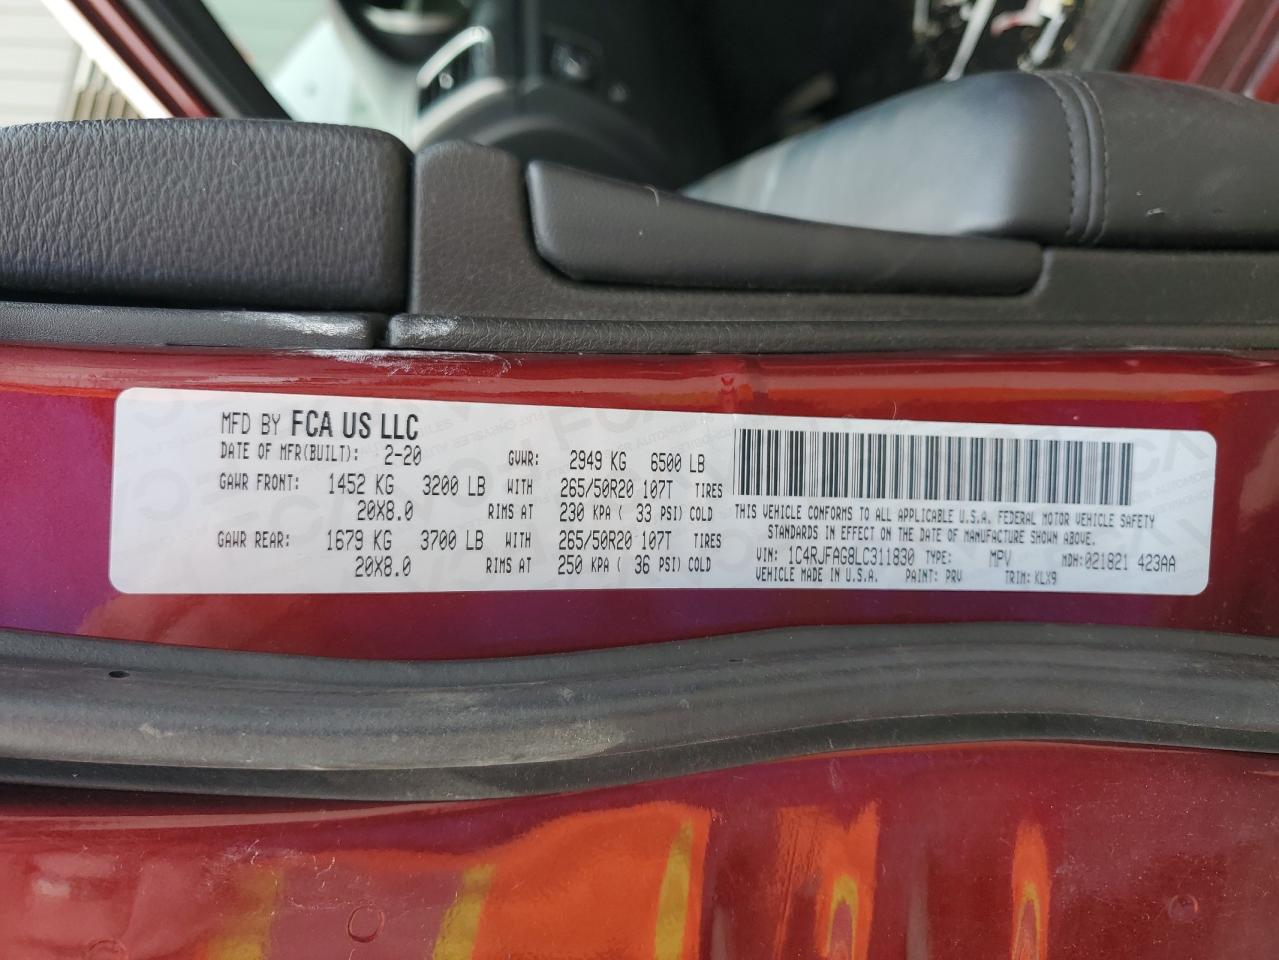 MFD BY FCA US LLC
DATE OF MFR(BUILT): 2-20 GVWR: 2949 KG 6500 LB
GAWR FRONT: 1452 KG 3200 LB WITH 265/50R20 107T TIRES
20X8.0 RIMS AT 230 KPA ( 33 PSI) COLD
GAWR REAR: 1679 KG 3700 LB WITH 265/50R20 107T TIRES
20X8.0 RIMS AT 250 KPA ( 36 PSI) COLD
THIS VEHICLE CONFORMS TO ALL APPLICABLE U.S.A. FEDERAL MOTOR VEHICLE SAFETY
STANDARDS IN EFFECT ON THE DATE OF MANUFACTURE SHOWN ABOVE.
VIN: 1C4RJFAG8LC311830 TYPE: MPV MDH:021821 423AA
VEHICLE MADE IN U.S.A. PAINT: PRV TRIM: KLX9